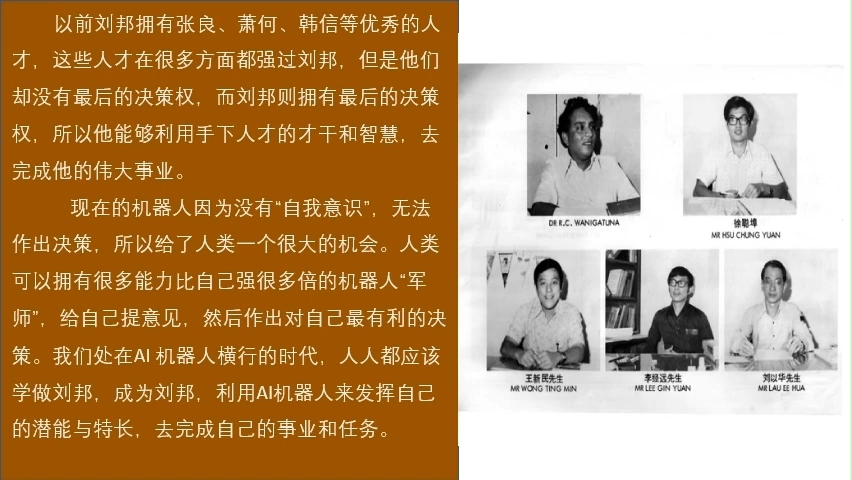 以前刘邦拥有张良、萧何、韩信等优秀的人
才，这些人才在很多方面都强过刘邦，但是他们
却没有最后的决策权，而刘邦则拥有最后的决策
权，所以他能够利用手下人才的才干和智慧，去
完成他的伟大事业。
现在的机器人因为没有“自我意识”，无法
作出决策，所以给了人类一个很大的机会。人类
可以拥有很多能力比自己强很多倍的机器人“军
师”，给自己提意见，然后作出对自己最有利的决
策。我们处在AI 机器人横行的时代，人人都应该
学做刘邦，成为刘邦，利用AI机器人来发挥自己
的潜能与特长，去完成自己的事业和任务。
DR R.C. WANIGATUNA
徐聪埠
MR HSU CHUNG YUAN
王新民先生
MR WONG TING MIN
李经远先生
MR LEE GIN YUAN
刘以华先生
MR LAU EE HUA